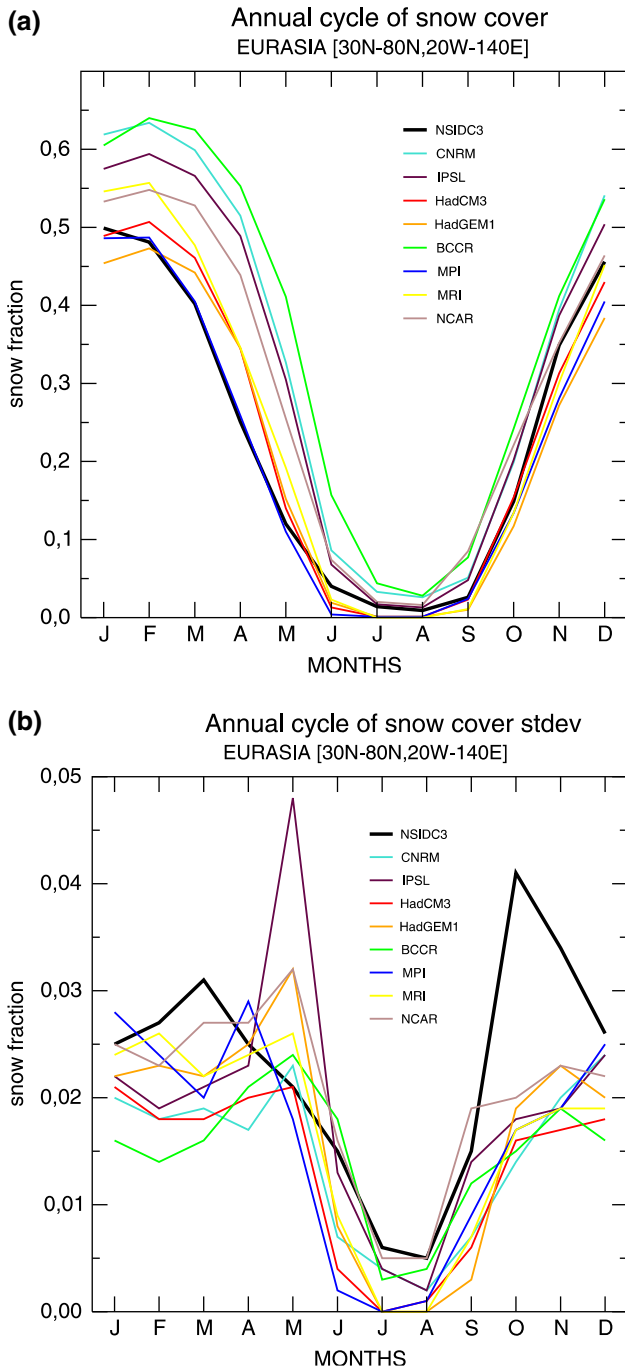 (a)
Annual cycle of snow cover
EURASIA [30N-80N,20W-140E]
snow fraction
0,6
0,5
0,4
0,3
0,2
0,1
0,0
NSIDC3
CNRM
IPSL
HadCM3
HadGEM1
BCCR
MPI
MRI
NCAR
J F M A M J J A S O N D
MONTHS
(b)
Annual cycle of snow cover stdev
EURASIA [30N-80N,20W-140E]
snow fraction
0,05
0,04
0,03
0,02
0,01
0,00
NSIDC3
CNRM
IPSL
HadCM3
HadGEM1
BCCR
MPI
MRI
NCAR
J F M A M J J A S O N D
MONTHS